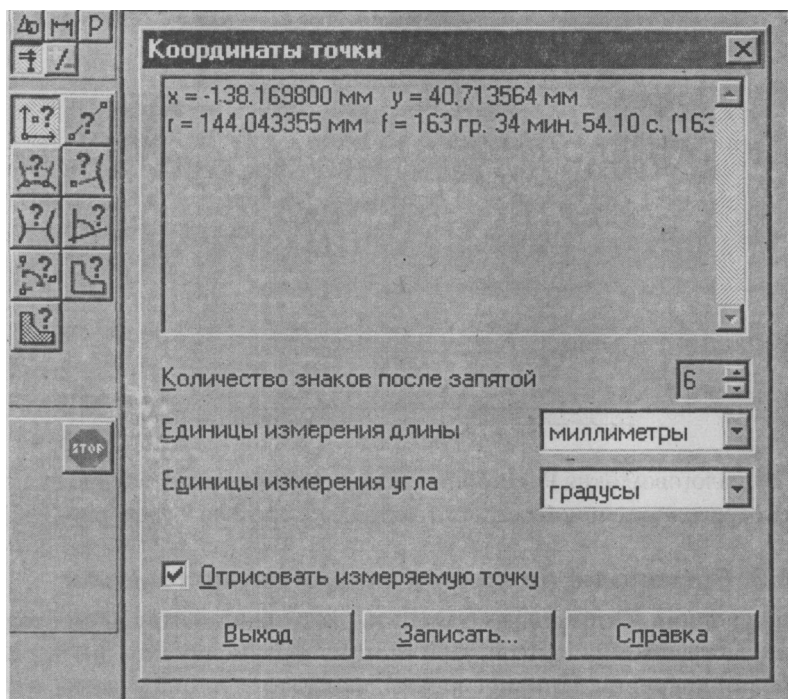 Координаты точки
x = -138.169800 мм y = 40.713564 мм
r = 144.043355 мм f = 163 гр. 34 мин. 54.10 с. (163
Количество знаков после запятой 6
Единицы измерения длины миллиметры
Единицы измерения угла градусы
STOP
Отрисовать измеряемую точку
Выход Записать... Справка